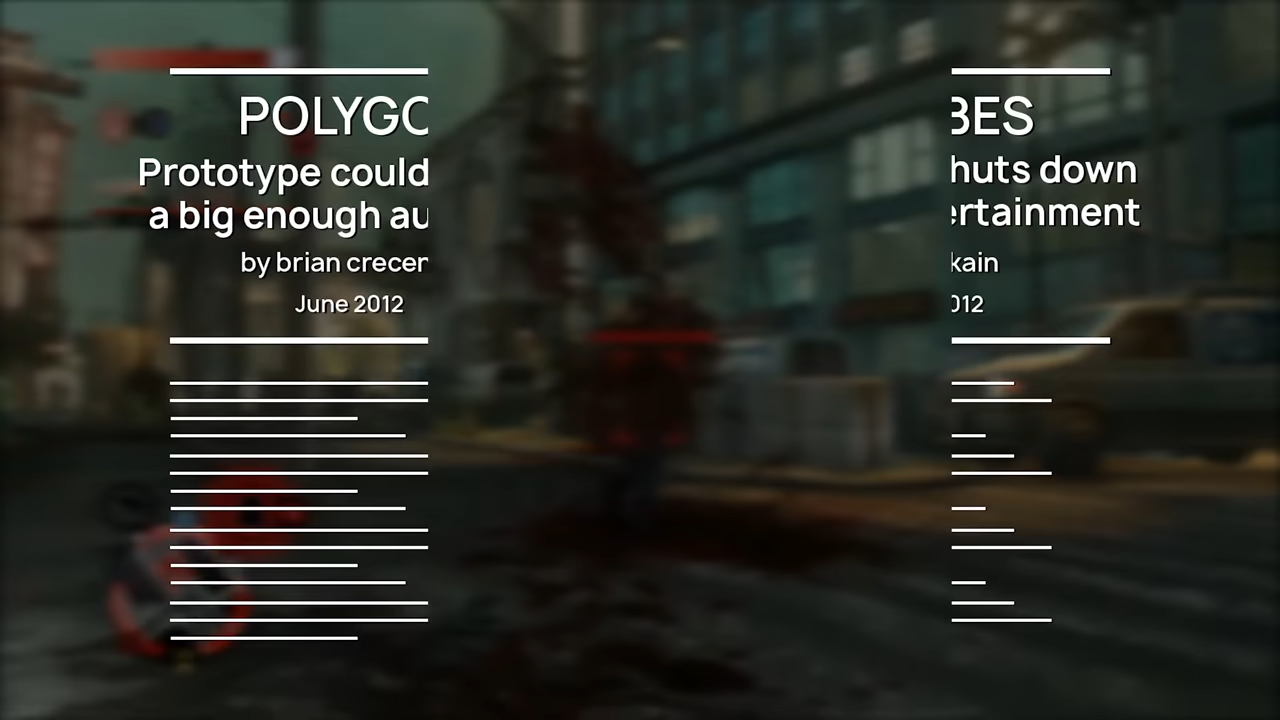 POLYGO
Prototype could
a big enough au
by brian crecen
June 2012
BES
huts down
ertainment
kain
012